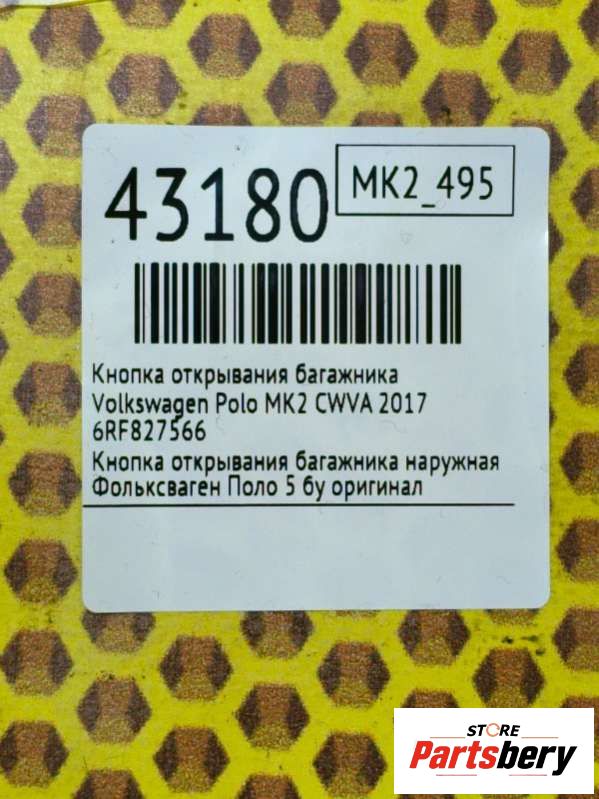 43180
MK2_495
Кнопка открывания багажника
Volkswagen Polo MK2 CWVA 2017
6RF827566
Кнопка открывания багажника наружная
Фольксваген Поло 5 бу оригинал
STORE
Partsbery